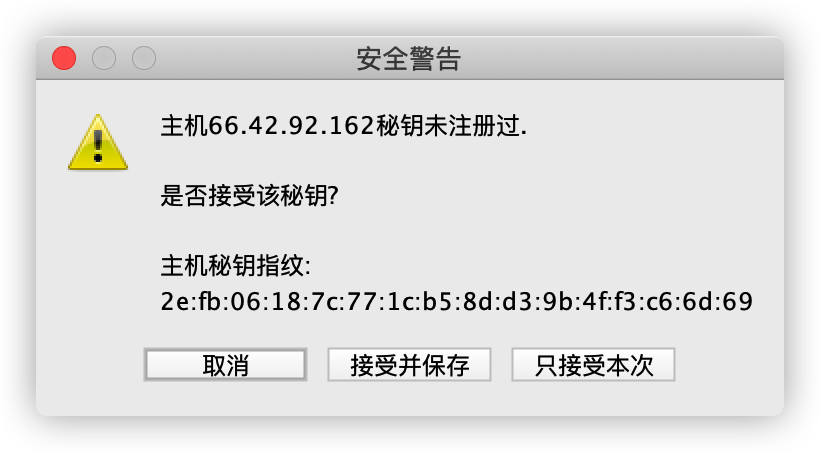 安全警告
主机66.42.92.162秘钥未注册过.
是否接受该秘钥?
主机秘钥指纹:
2e:fb:06:18:7c:77:1c:b5:8d:d3:9b:4f:f3:c6:6d:69
取消 接受并保存 只接受本次